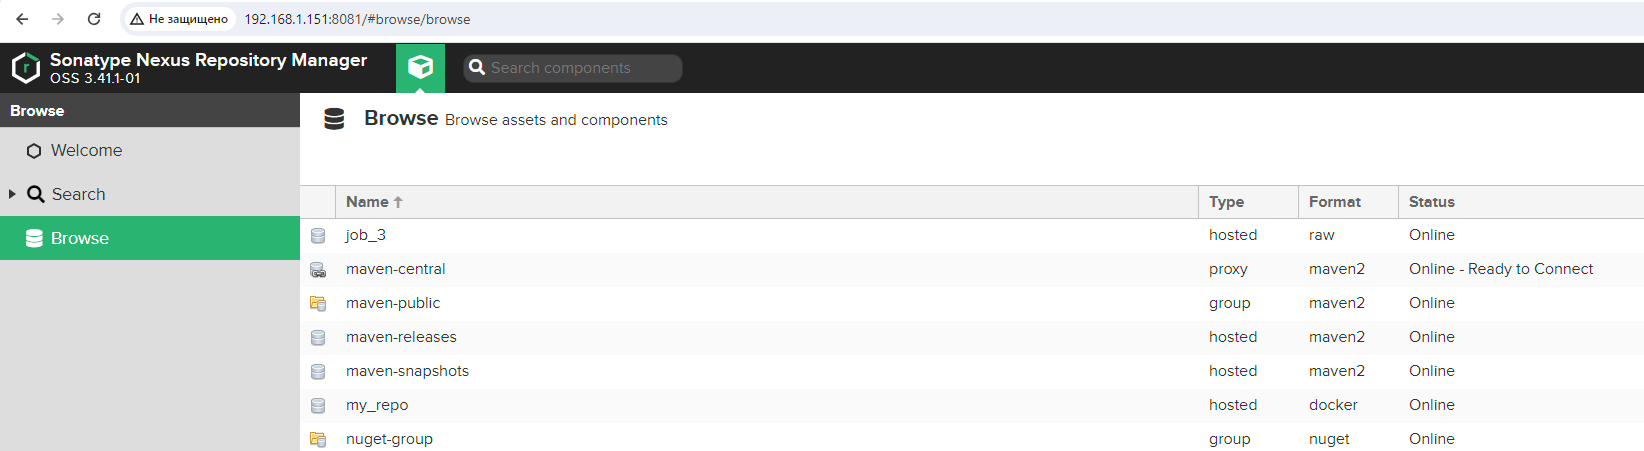 Не защищено 192.168.1.151:8081/#browse/browse
Sonatype Nexus Repository Manager
OSS 3.41.1-01
Search components
Browse
Welcome
Search
Browse
Browse Browse assets and components
Name Type Format Status
job_3 hosted raw Online
maven-central proxy maven2 Online - Ready to Connect
maven-public group maven2 Online
maven-releases hosted maven2 Online
maven-snapshots hosted maven2 Online
my_repo hosted docker Online
nuget-group group nuget Online